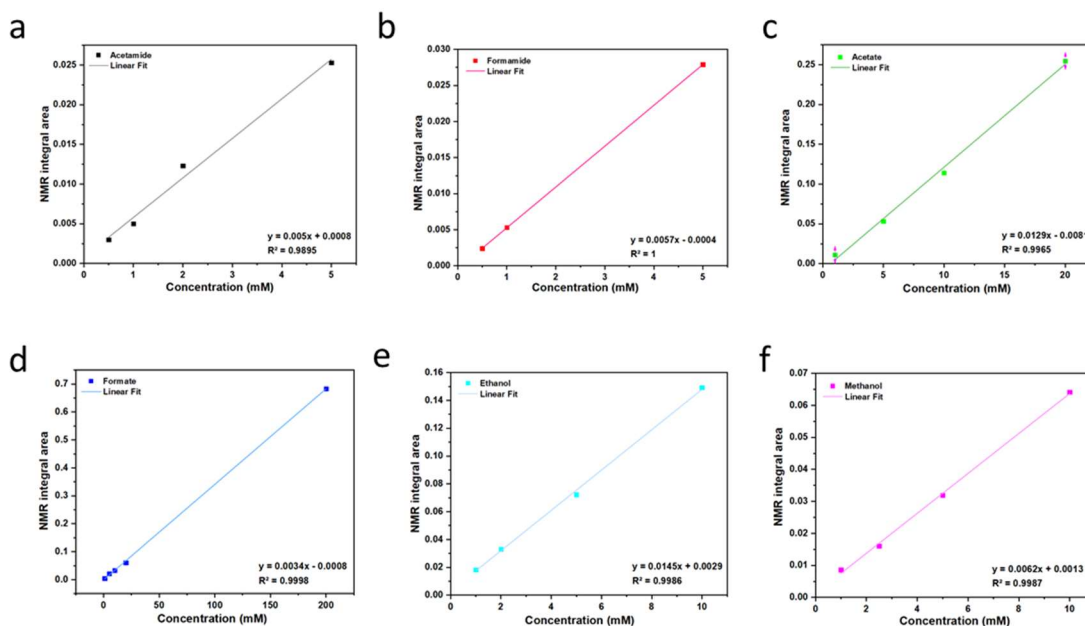 a
b
c
Acetamide
Linear Fit
0.025
0.020
0.015
0.010
0.005
0.000
NMR integral area
y = 0.005x + 0.0008
R² = 0.9895
0 1 2 3 4 5
Concentration (mM)
Formamide
Linear Fit
0.030
0.025
0.020
0.015
0.010
0.005
0.000
NMR integral area
y = 0.0057x - 0.0004
R² = 1
0 1 2 3 4 5
Concentration (mM)
Acetate
Linear Fit
0.25
0.20
0.15
0.10
0.05
0.00
NMR integral area
y = 0.0129x - 0.0081
R² = 0.9965
0 5 10 15 20
Concentration (mM)
d
e
f
Formate
Linear Fit
0.7
0.6
0.5
0.4
0.3
0.2
0.1
0.0
NMR integral area
y = 0.0034x - 0.0008
R² = 0.9998
0 50 100 150 200
Concentration (mM)
Ethanol
Linear Fit
0.16
0.14
0.12
0.10
0.08
0.06
0.04
0.02
0.00
NMR integral area
y = 0.0145x + 0.0029
R² = 0.9986
0 2 4 6 8 10
Concentration (mM)
Methanol
Linear Fit
0.07
0.06
0.05
0.04
0.03
0.02
0.01
0.00
NMR integral area
y = 0.0062x + 0.0013
R² = 0.9987
0 2 4 6 8 10
Concentration (mM)